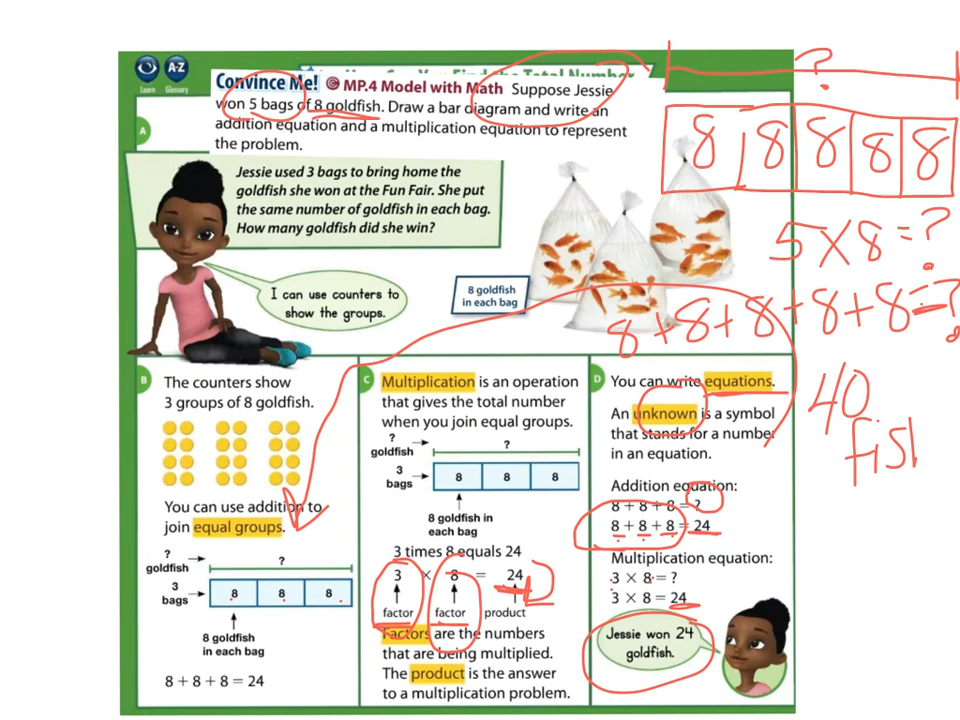 Learn
A-Z
Glossary
Convince Me! MP.4 Model with Math Suppose Jessie
won 5 bags of 8 goldfish. Draw a bar diagram and write an
addition equation and a multiplication equation to represent
the problem.
A
Jessie used 3 bags to bring home the
goldfish she won at the Fun Fair. She put
the same number of goldfish in each bag.
How many goldfish did she win?
I can use counters to
show the groups.
8 goldfish
in each bag
?
8 8 8 8 8
5 X 8 = ?
8 + 8 + 8 + 8 + 8 = ?
40
fish
B
The counters show
3 groups of 8 goldfish.
You can use addition to
join equal groups.
?
goldfish
?
3
bags
8 8 8
8 goldfish
in each bag
8 + 8 + 8 = 24
C
Multiplication is an operation
that gives the total number
when you join equal groups.
?
goldfish
?
3
bags
8 8 8
8 goldfish in
each bag
3 times 8 equals 24
3 × 8 = 24
factor factor product
Factors are the numbers
that are being multiplied.
The product is the answer
to a multiplication problem.
D
You can write equations.
An unknown is a symbol
that stands for a number
in an equation.
Addition equation:
8 + 8 + 8 = ?
8 + 8 + 8 = 24
Multiplication equation:
3 × 8 = ?
3 × 8 = 24
Jessie won 24
goldfish.